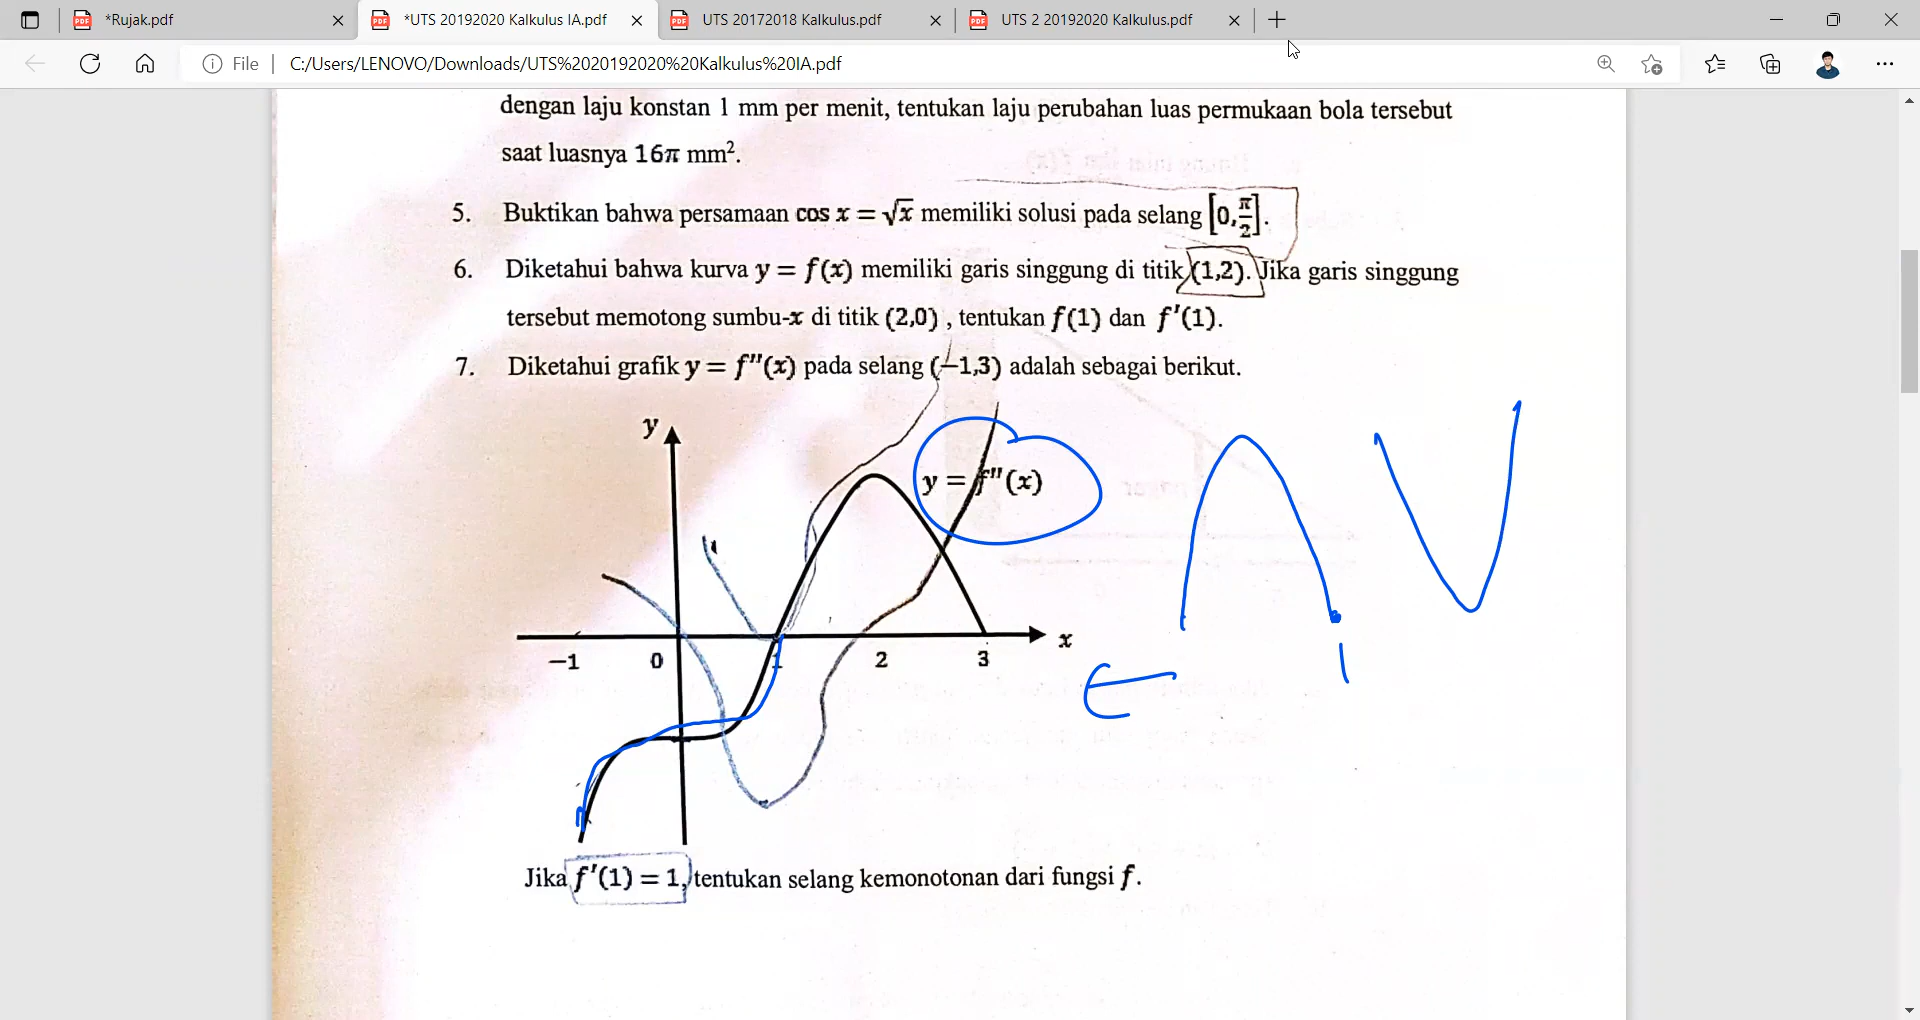 *Rujak.pdf
*UTS 20192020 Kalkulus IA.pdf
UTS 20172018 Kalkulus.pdf
UTS 2 20192020 Kalkulus.pdf
File
C:/Users/LENOVO/Downloads/UTS%2020192020%20Kalkulus%20IA.pdf
dengan laju konstan 1 mm per menit, tentukan laju perubahan luas permukaan bola tersebut
saat luasnya 16π mm².
5. Buktikan bahwa persamaan cos x = √x memiliki solusi pada selang [0, π/2].
6. Diketahui bahwa kurva y = f(x) memiliki garis singgung di titik (1,2). Jika garis singgung
tersebut memotong sumbu-x di titik (2,0) , tentukan f(1) dan f′(1).
7. Diketahui grafik y = f″(x) pada selang (−1,3) adalah sebagai berikut.
y
y = f″(x)
x
−1 0 1 2 3
Jika f′(1) = 1, tentukan selang kemonotonan dari fungsi f.